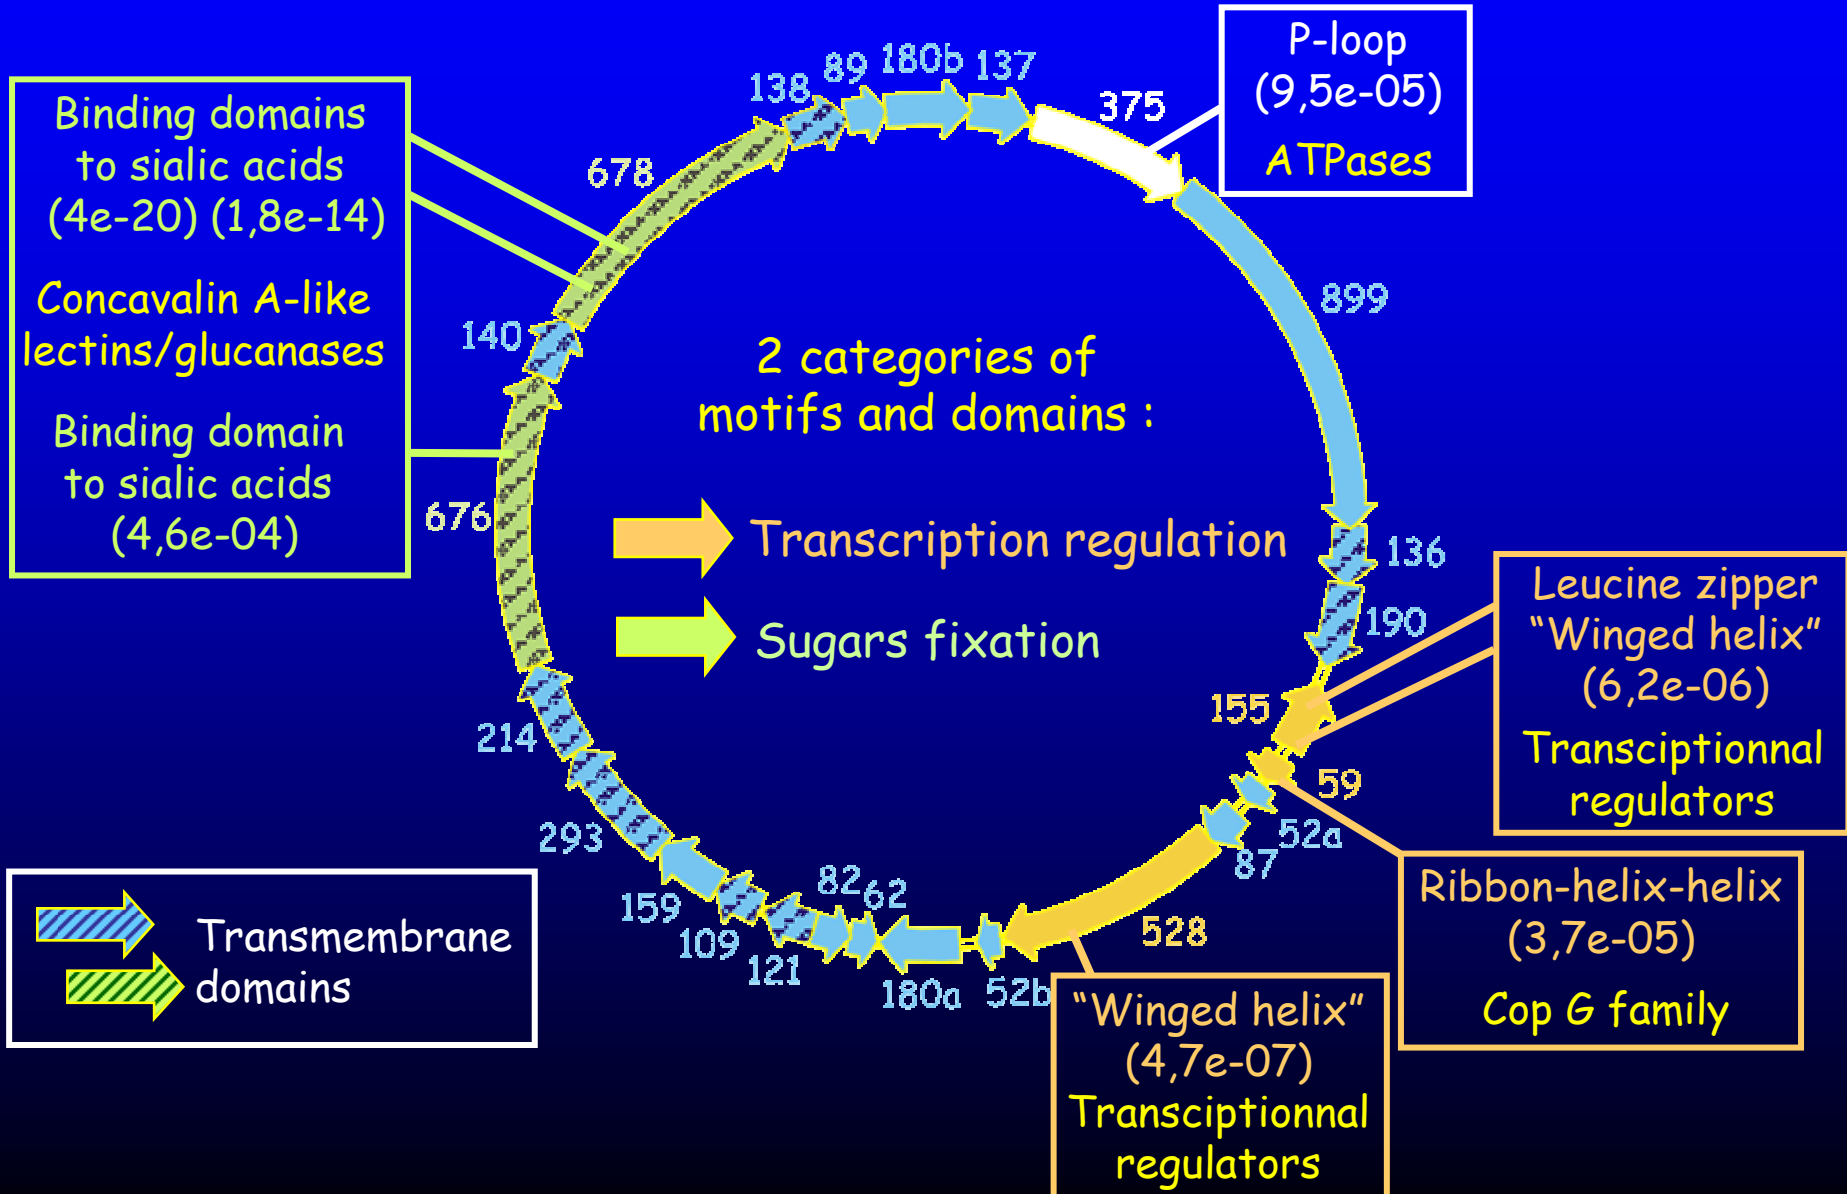 Binding domains
to sialic acids
(4e-20) (1,8e-14)
Concavalin A-like
lectins/glucanases
Binding domain
to sialic acids
(4,6e-04)
P-loop
(9,5e-05)
ATPases
138
89
180b
137
375
678
899
140
2 categories of
motifs and domains :
Transcription regulation
Sugars fixation
676
136
190
Leucine zipper
“Winged helix”
(6,2e-06)
Transciptionnal
regulators
155
59
52a
87
214
293
159
109
121
82
62
180a
52b
528
Ribbon-helix-helix
(3,7e-05)
Cop G family
“Winged helix”
(4,7e-07)
Transciptionnal
regulators
Transmembrane
domains